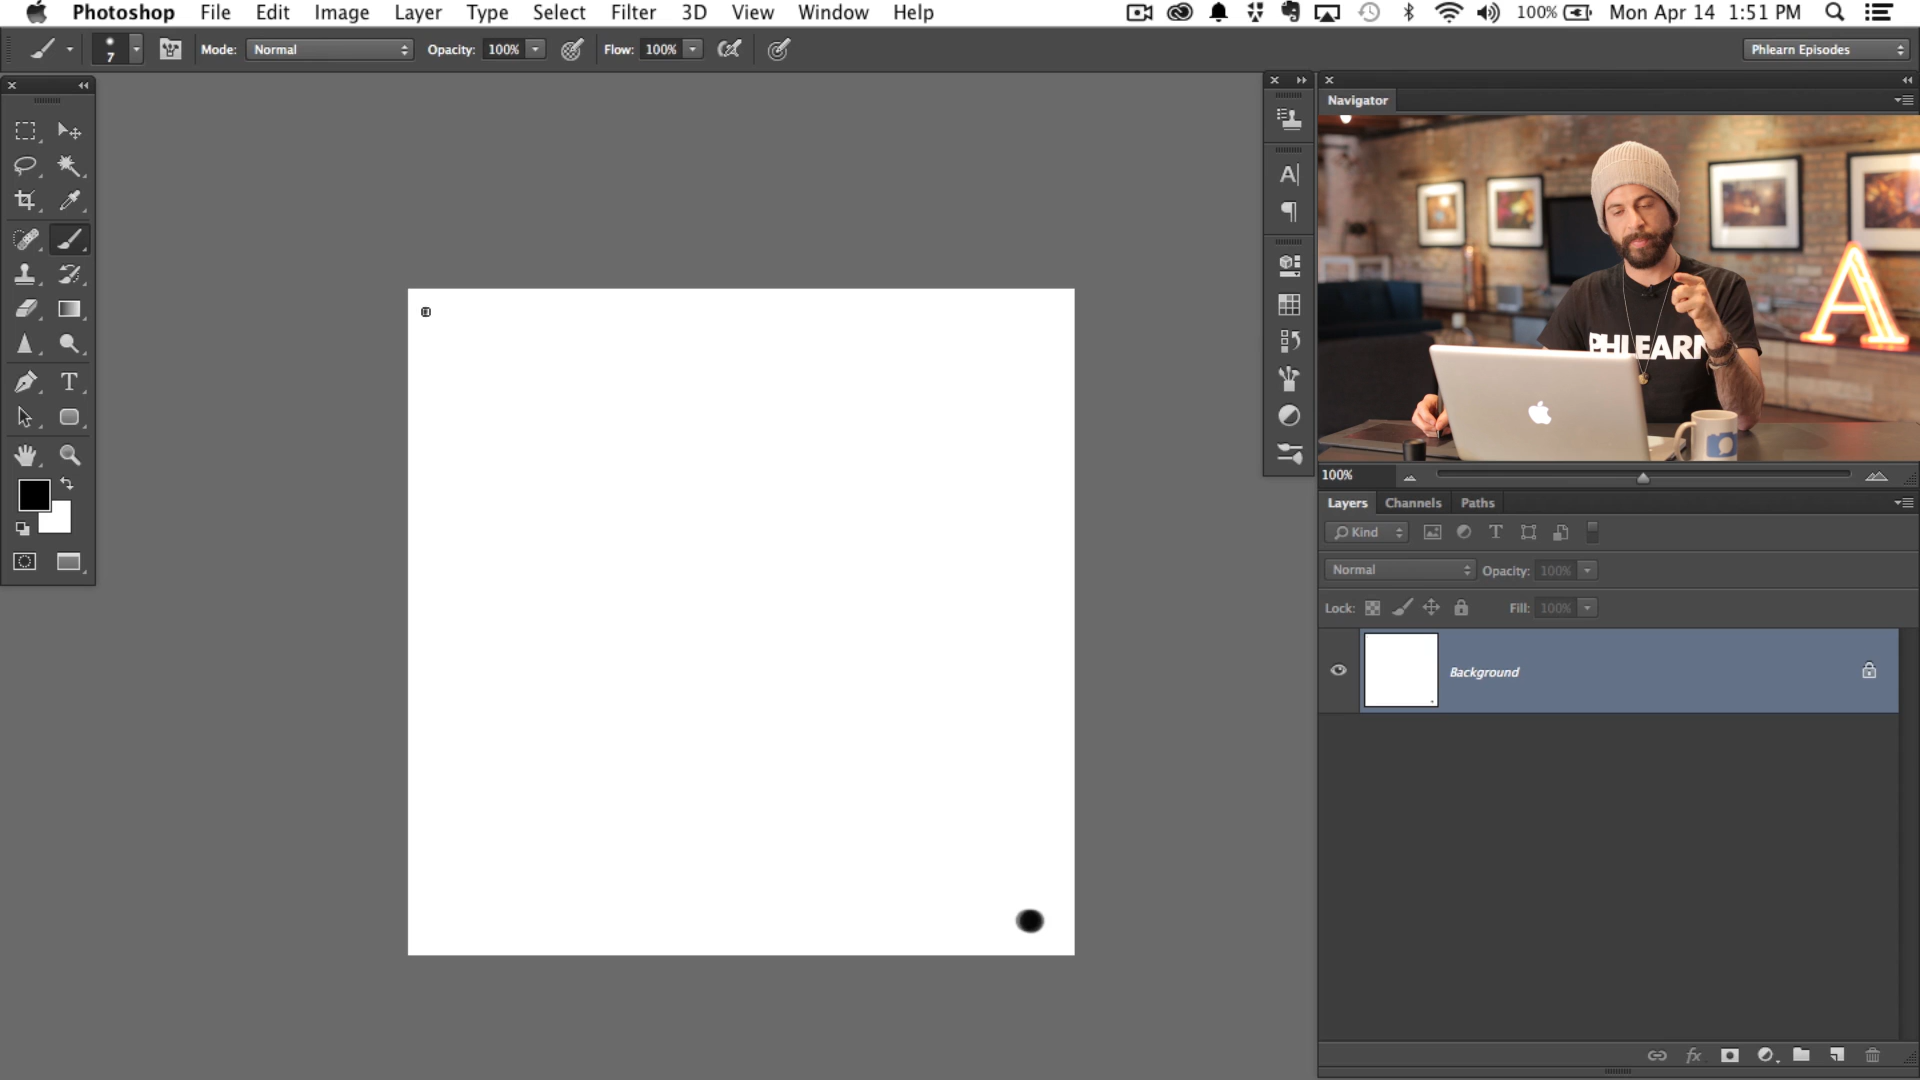 Photoshop File Edit Image Layer Type Select Filter 3D View Window Help 100% Mon Apr 14 1:51 PM
7 Mode: Normal Opacity: 100% Flow: 100% Phlearn Episodes
Navigator
PHLEARN
100%
Layers Channels Paths
Kind
Normal Opacity: 100%
Lock: Fill: 100%
Background